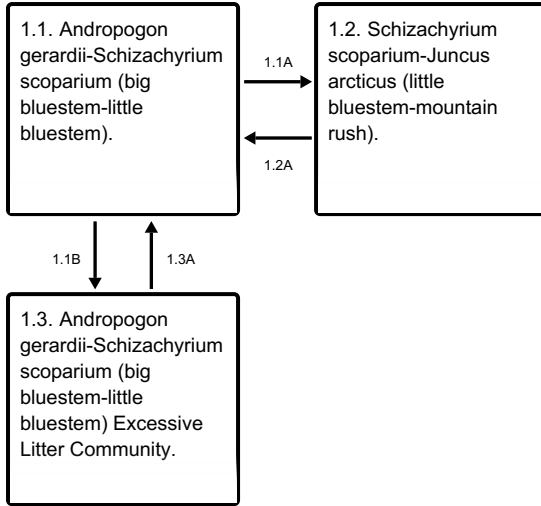 1.1. Andropogon
gerardii-Schizachyrium
scoparium (big
bluestem-little
bluestem).
1.1A
1.2. Schizachyrium
scoparium-Juncus
arcticus (little
bluestem-mountain
rush).
1.2A
1.1B
1.3A
1.3. Andropogon
gerardii-Schizachyrium
scoparium (big
bluestem-little
bluestem) Excessive
Litter Community.